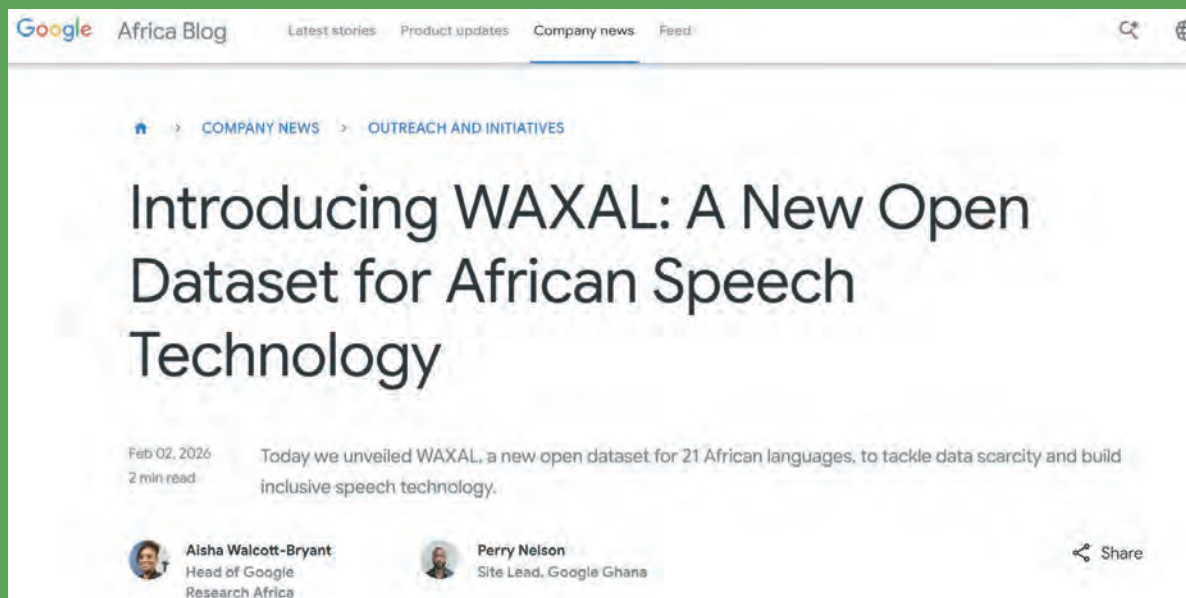 Google Africa Blog Latest stories Product updates Company news Feed
COMPANY NEWS > OUTREACH AND INITIATIVES
Introducing WAXAL: A New Open
Dataset for African Speech
Technology
Feb 02, 2026
2 min read
Today we unveiled WAXAL, a new open dataset for 21 African languages, to tackle data scarcity and build
inclusive speech technology.
Aisha Walcott-Bryant
Head of Google
Research Africa
Perry Nelson
Site Lead, Google Ghana
Share